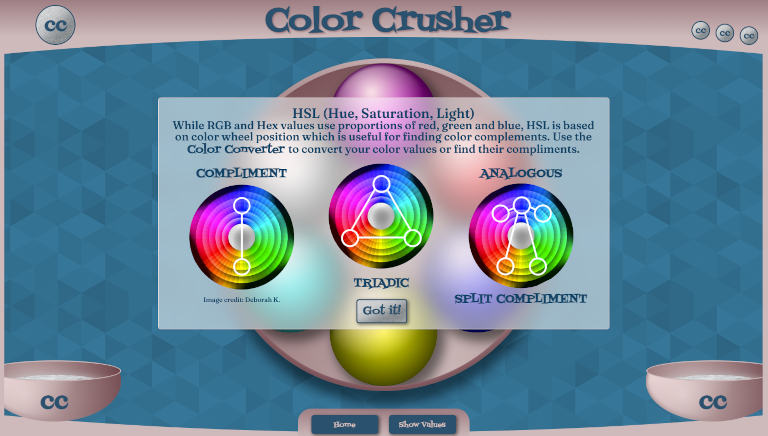 cc
Color Crusher
cc
cc
cc
HSL (Hue, Saturation, Light)
While RGB and Hex values use proportions of red, green and blue, HSL is based
on color wheel position which is useful for finding color complements. Use the
Color Converter to convert your color values or find their compliments.
COMPLIMENT
ANALOGOUS
TRIADIC
Image credit: Deborah K.
SPLIT COMPLIMENT
Got it!
cc
cc
Home
Show Values